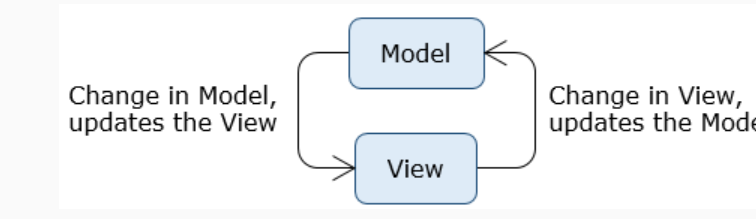 Model
Change in Model,
updates the View
Change in View,
updates the Mode
View